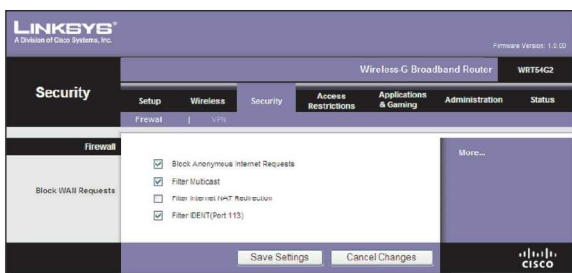 LINKSYS®
A Division of Cisco Systems, Inc.
Firmware Version: 1.0.00
Wireless-G Broadband Router WRT54G2
Security
Setup Wireless Security Access Restrictions Applications & Gaming Administration Status
Firewall | VPN
Firewall
More...
Block WAN Requests
Block Anonymous Internet Requests
Filter Multicast
Filter Internet NAT Redirection
Filter IDENT(Port 113)
Save Settings Cancel Changes
CISCO